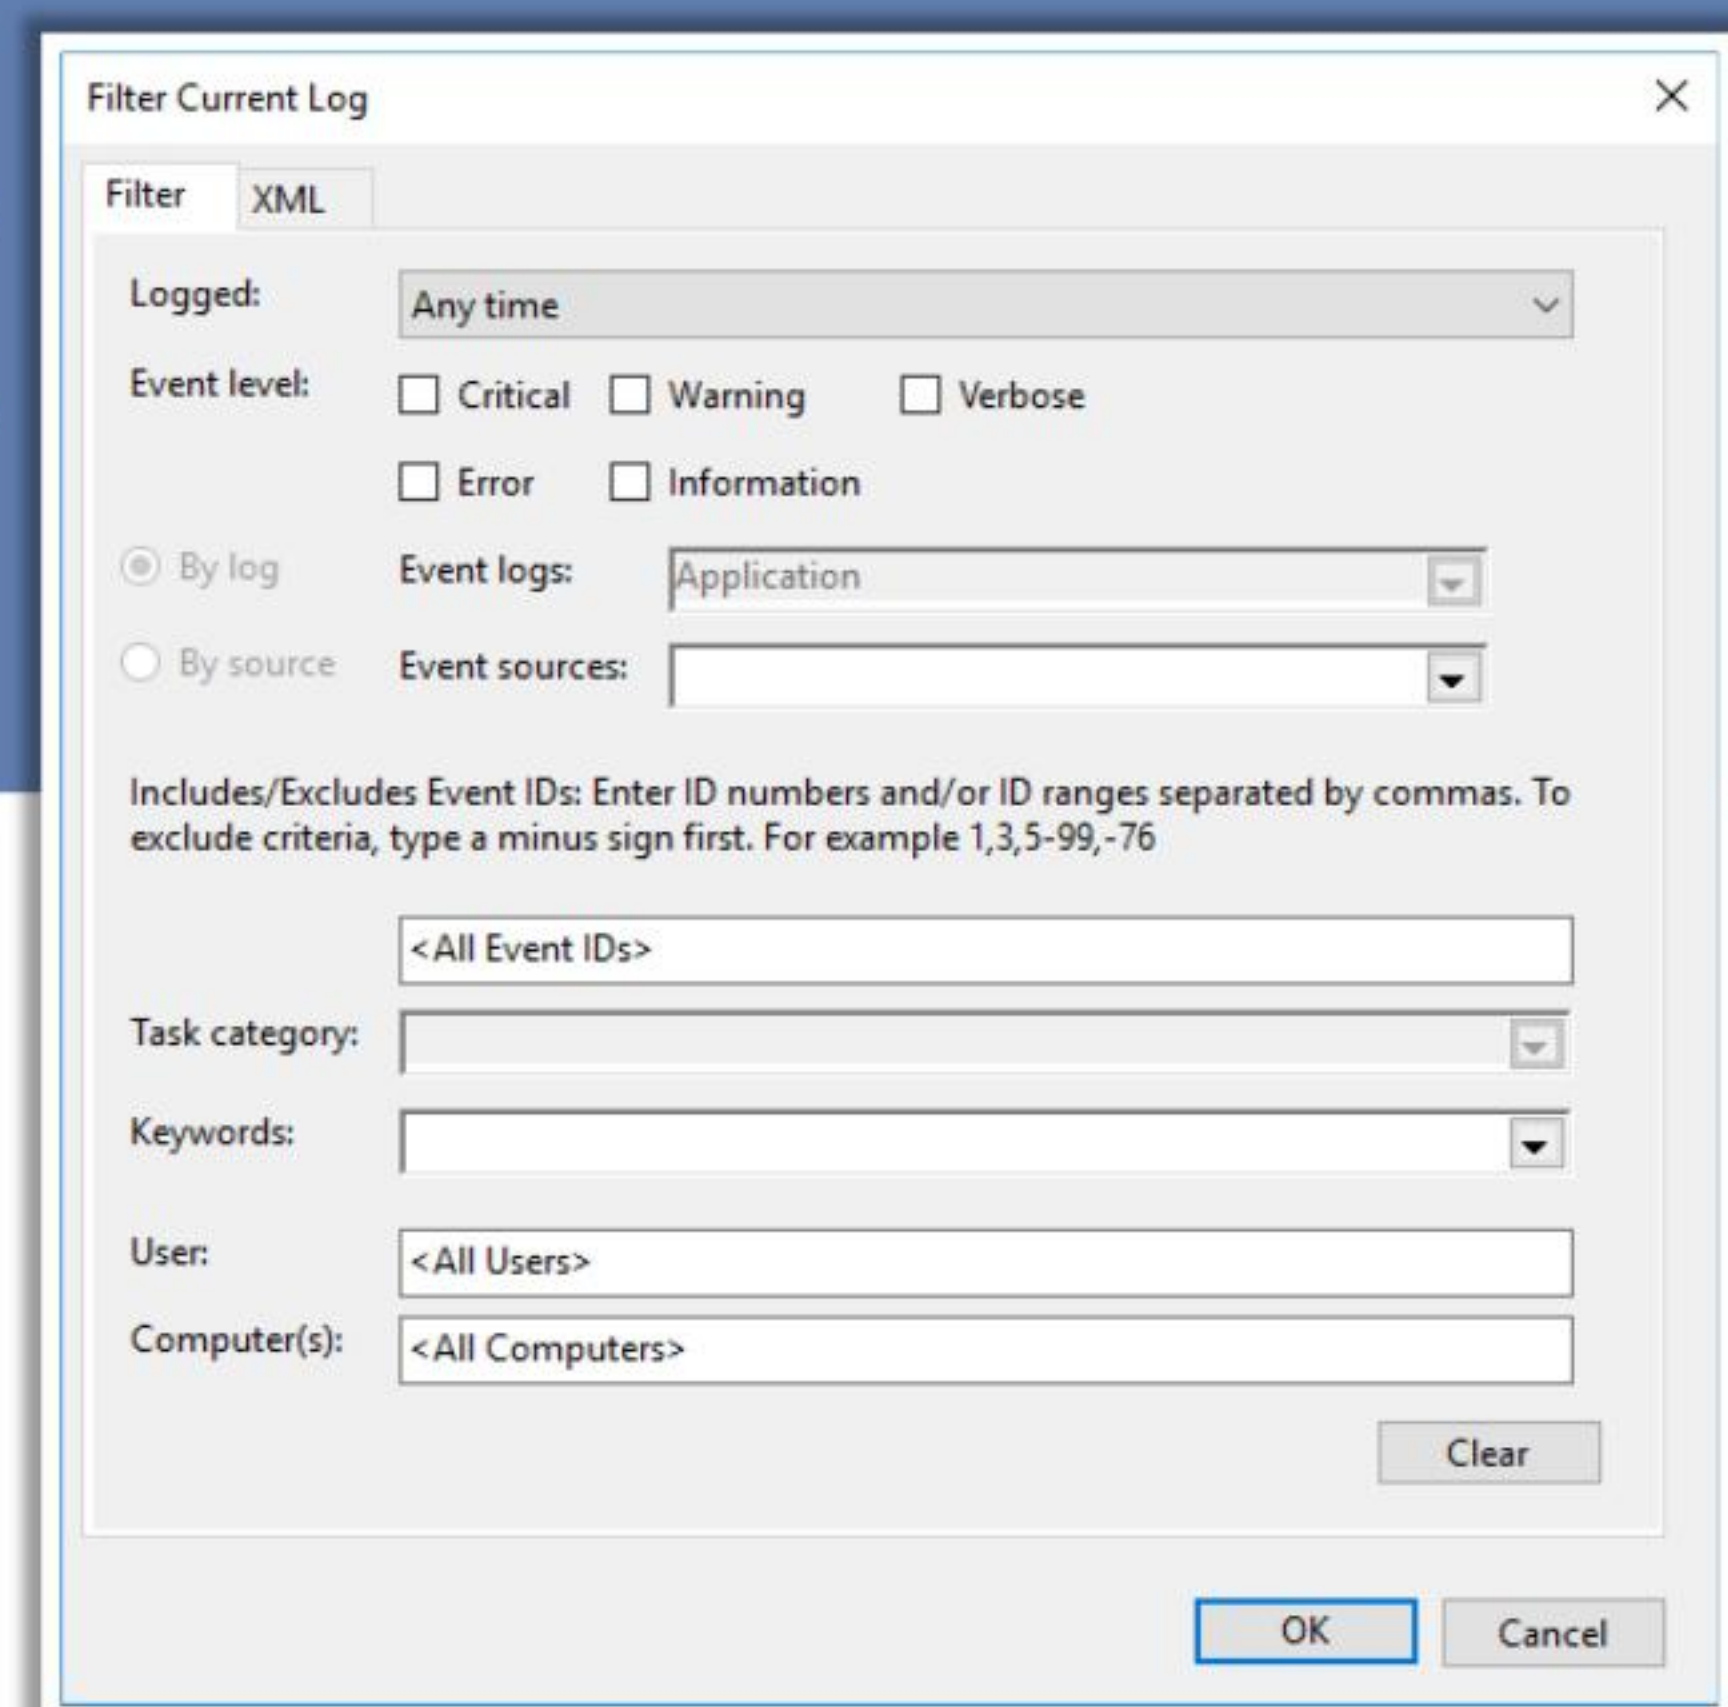 Filter Current Log
Filter XML
Logged: Any time
Event level: Critical Warning Verbose
Error Information
By log Event logs: Application
By source Event sources:
Includes/Excludes Event IDs: Enter ID numbers and/or ID ranges separated by commas. To
exclude criteria, type a minus sign first. For example 1,3,5-99,-76
<All Event IDs>
Task category:
Keywords:
User: <All Users>
Computer(s): <All Computers>
Clear
OK Cancel